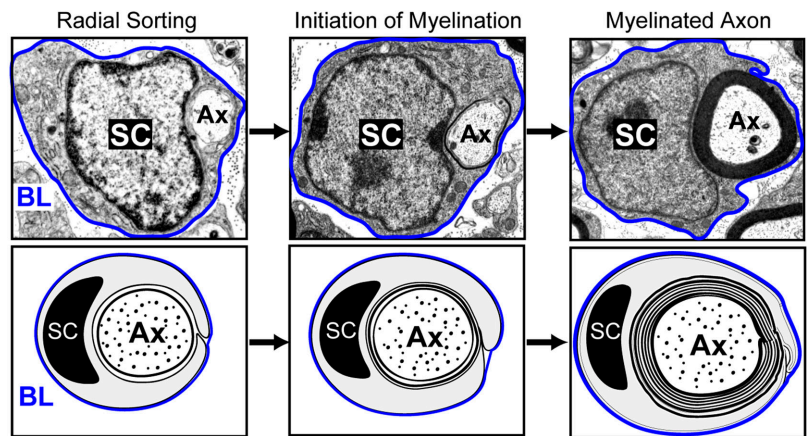 Radial Sorting
Initiation of Myelination
Myelinated Axon
SC
Ax
BL
SC
Ax
SC
Ax
SC
Ax
BL
SC
Ax
SC
Ax